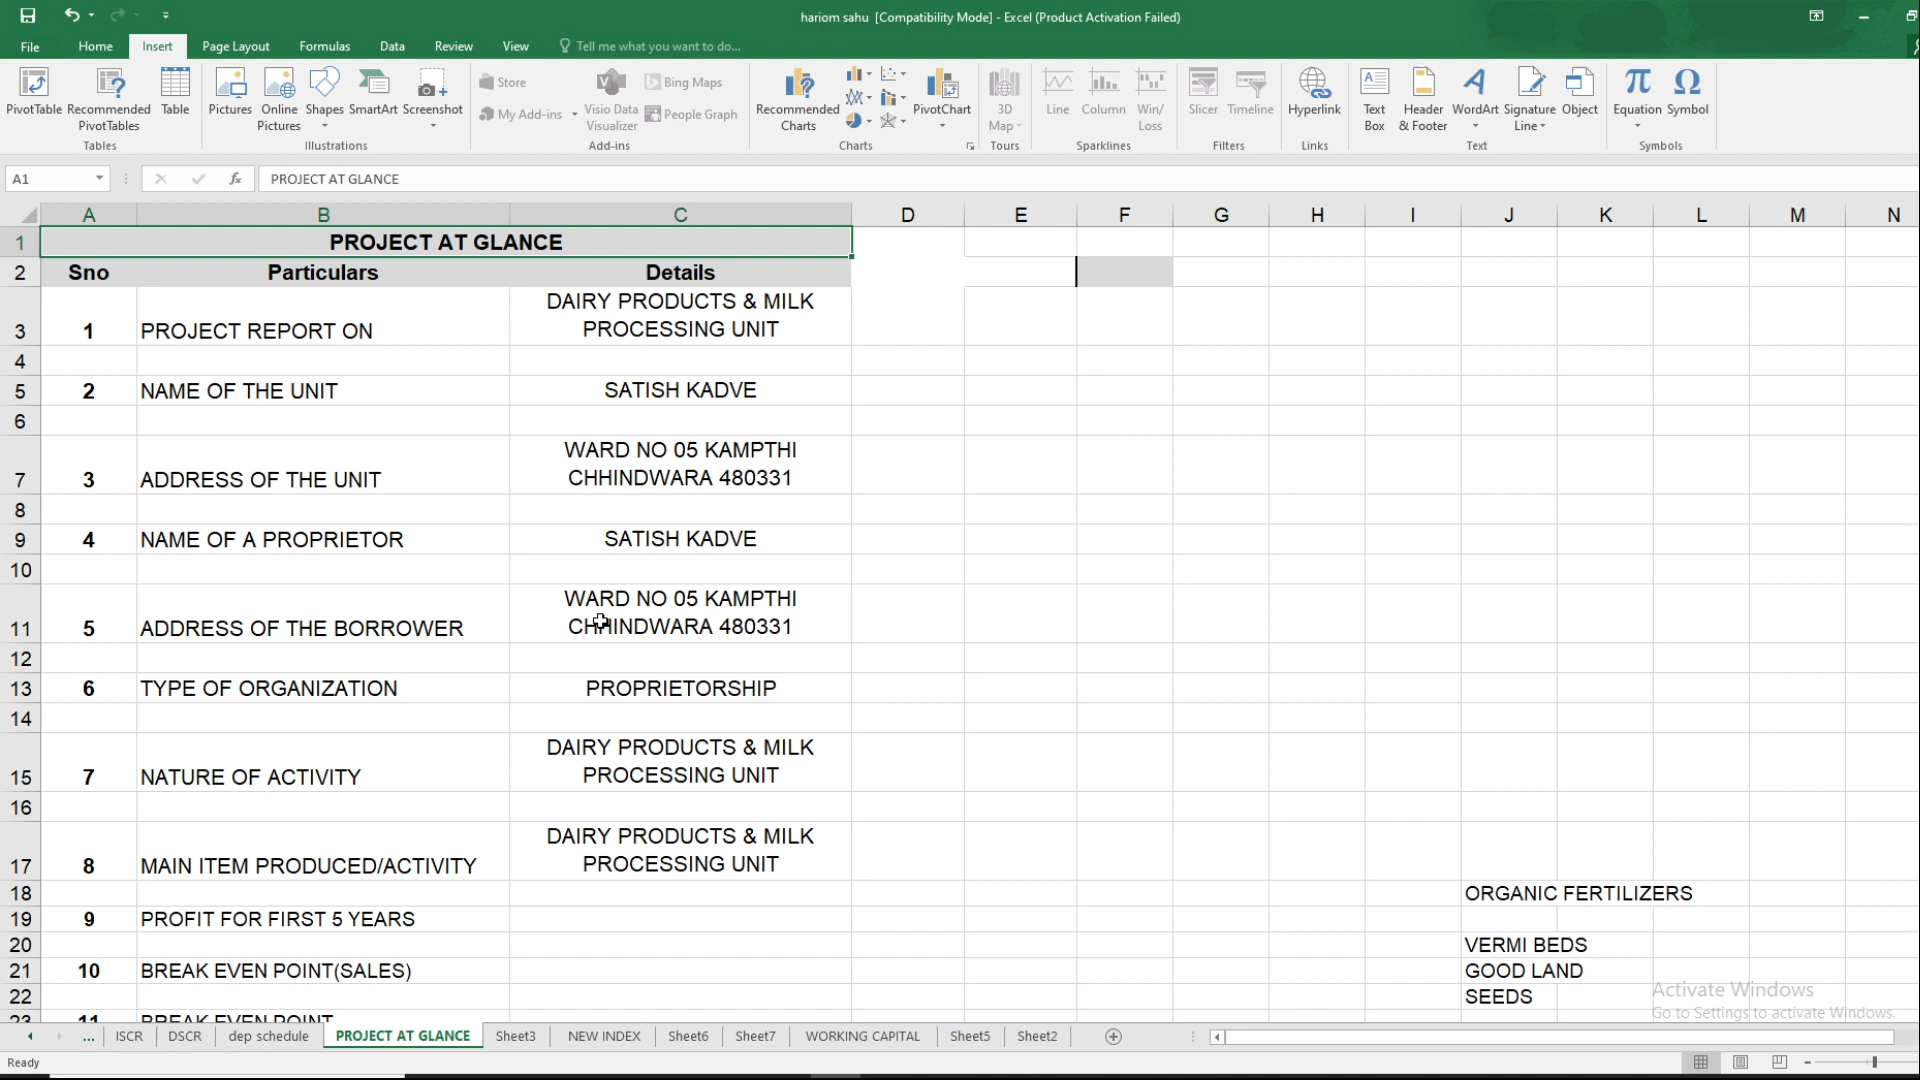 hariom sahu [Compatibility Mode] - Excel (Product Activation Failed)
File Home Insert Page Layout Formulas Data Review View Tell me what you want to do...
PivotTable Recommended PivotTables Table
Tables
Pictures Online Pictures Shapes SmartArt Screenshot
Illustrations
Store
My Add-ins
Visio Data Visualizer
Bing Maps
People Graph
Add-ins
Recommended Charts
PivotChart
Charts
3D Map
Tours
Line Column Win/ Loss
Sparklines
Slicer Timeline
Filters
Hyperlink
Links
Text Box Header & Footer WordArt Signature Line Object
Text
Equation Symbol
Symbols
A1 fx PROJECT AT GLANCE
A B C D E F G H I J K L M N
1 PROJECT AT GLANCE
2 Sno Particulars Details
3 1 PROJECT REPORT ON DAIRY PRODUCTS & MILK PROCESSING UNIT
4
5 2 NAME OF THE UNIT SATISH KADVE
6
7 3 ADDRESS OF THE UNIT WARD NO 05 KAMPTHI CHHINDWARA 480331
8
9 4 NAME OF A PROPRIETOR SATISH KADVE
10
11 5 ADDRESS OF THE BORROWER WARD NO 05 KAMPTHI CHHINDWARA 480331
12
13 6 TYPE OF ORGANIZATION PROPRIETORSHIP
14
15 7 NATURE OF ACTIVITY DAIRY PRODUCTS & MILK PROCESSING UNIT
16
17 8 MAIN ITEM PRODUCED/ACTIVITY DAIRY PRODUCTS & MILK PROCESSING UNIT
18 ORGANIC FERTILIZERS
19 9 PROFIT FOR FIRST 5 YEARS
20 VERMI BEDS
21 10 BREAK EVEN POINT(SALES) GOOD LAND
22 SEEDS
23 11 BREAK EVEN POINT
Activate Windows
Go to Settings to activate Windows.
... ISCR DSCR dep schedule PROJECT AT GLANCE Sheet3 NEW INDEX Sheet6 Sheet7 WORKING CAPITAL Sheet5 Sheet2
Ready